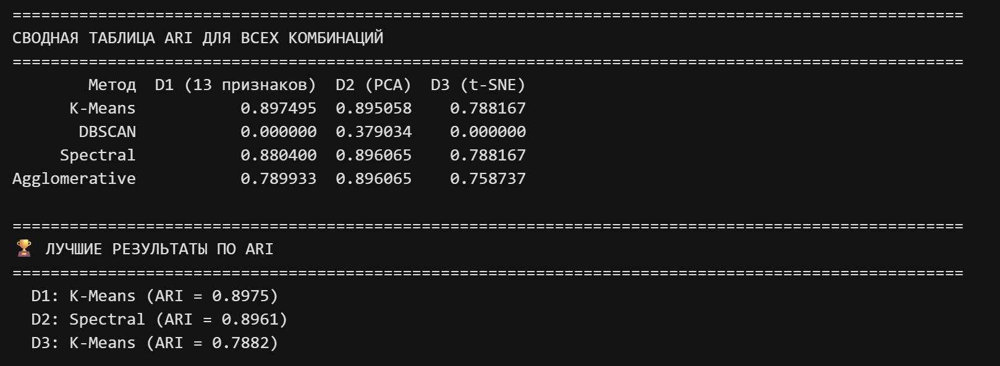 ====================================================================================================
СВОДНАЯ ТАБЛИЦА ARI ДЛЯ ВСЕХ КОМБИНАЦИЙ
====================================================================================================
        Метод  D1 (13 признаков)  D2 (PCA)  D3 (t-SNE)
      K-Means           0.897495  0.895058    0.788167
       DBSCAN           0.000000  0.379034    0.000000
     Spectral           0.880400  0.896065    0.788167
Agglomerative           0.789933  0.896065    0.758737

====================================================================================================
🏆 ЛУЧШИЕ РЕЗУЛЬТАТЫ ПО ARI
====================================================================================================
  D1: K-Means (ARI = 0.8975)
  D2: Spectral (ARI = 0.8961)
  D3: K-Means (ARI = 0.7882)